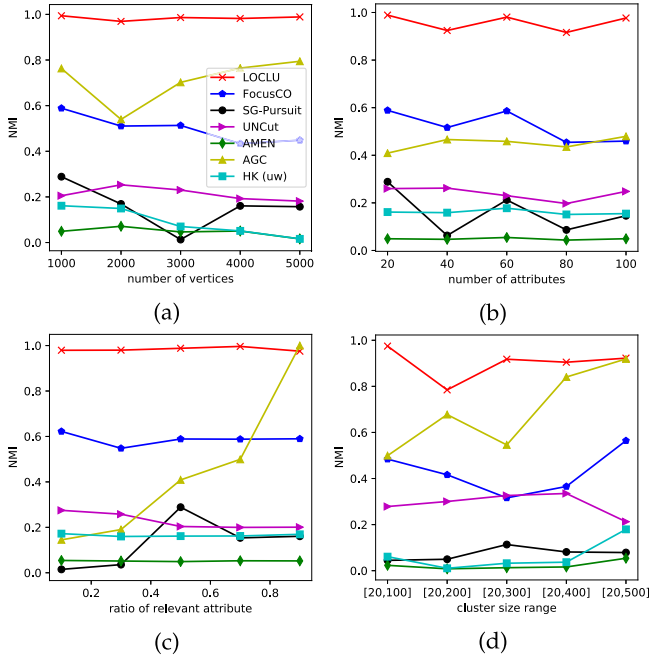 1.0
0.8
0.6
0.4
0.2
0.0
NMI
LOCLU
FocusCO
SG-Pursuit
UNCut
AMEN
AGC
HK (uw)
1000 2000 3000 4000 5000
number of vertices
(a)
1.0
0.8
0.6
0.4
0.2
0.0
NMI
20 40 60 80 100
number of attributes
(b)
1.0
0.8
0.6
0.4
0.2
0.0
NMI
0.2 0.4 0.6 0.8
ratio of relevant attribute
(c)
1.0
0.8
0.6
0.4
0.2
0.0
NMI
[20,100] [20,200] [20,300] [20,400] [20,500]
cluster size range
(d)